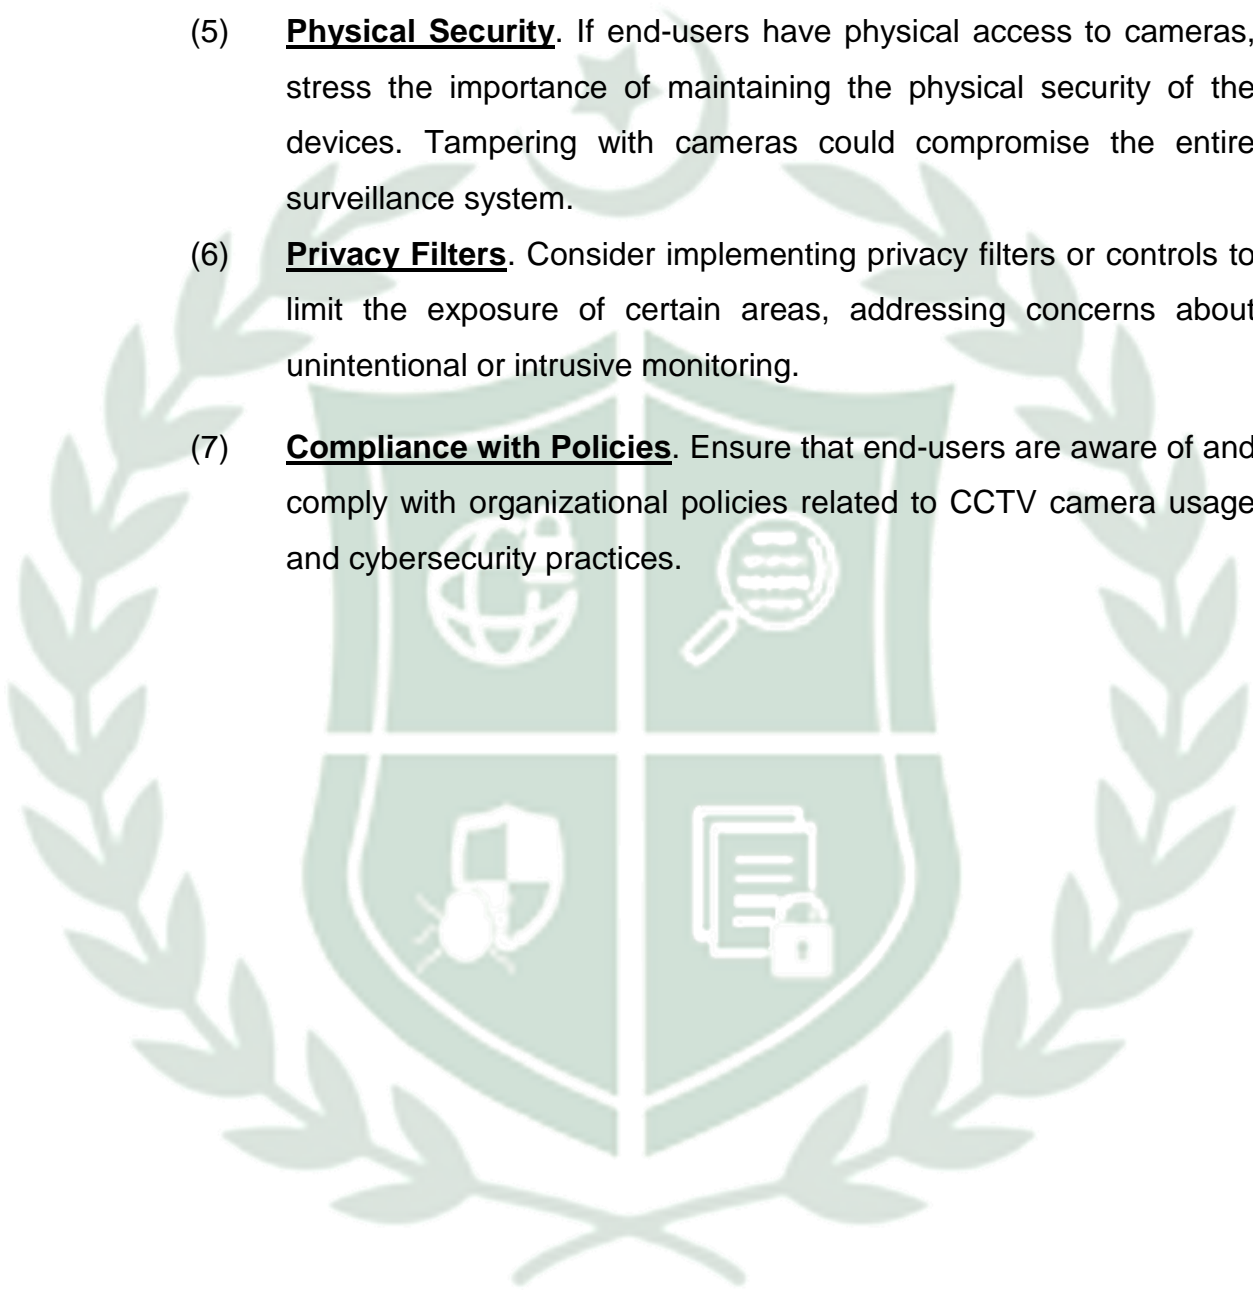 (5) Physical Security. If end-users have physical access to cameras,
stress the importance of maintaining the physical security of the
devices. Tampering with cameras could compromise the entire
surveillance system.
(6) Privacy Filters. Consider implementing privacy filters or controls to
limit the exposure of certain areas, addressing concerns about
unintentional or intrusive monitoring.
(7) Compliance with Policies. Ensure that end-users are aware of and
comply with organizational policies related to CCTV camera usage
and cybersecurity practices.